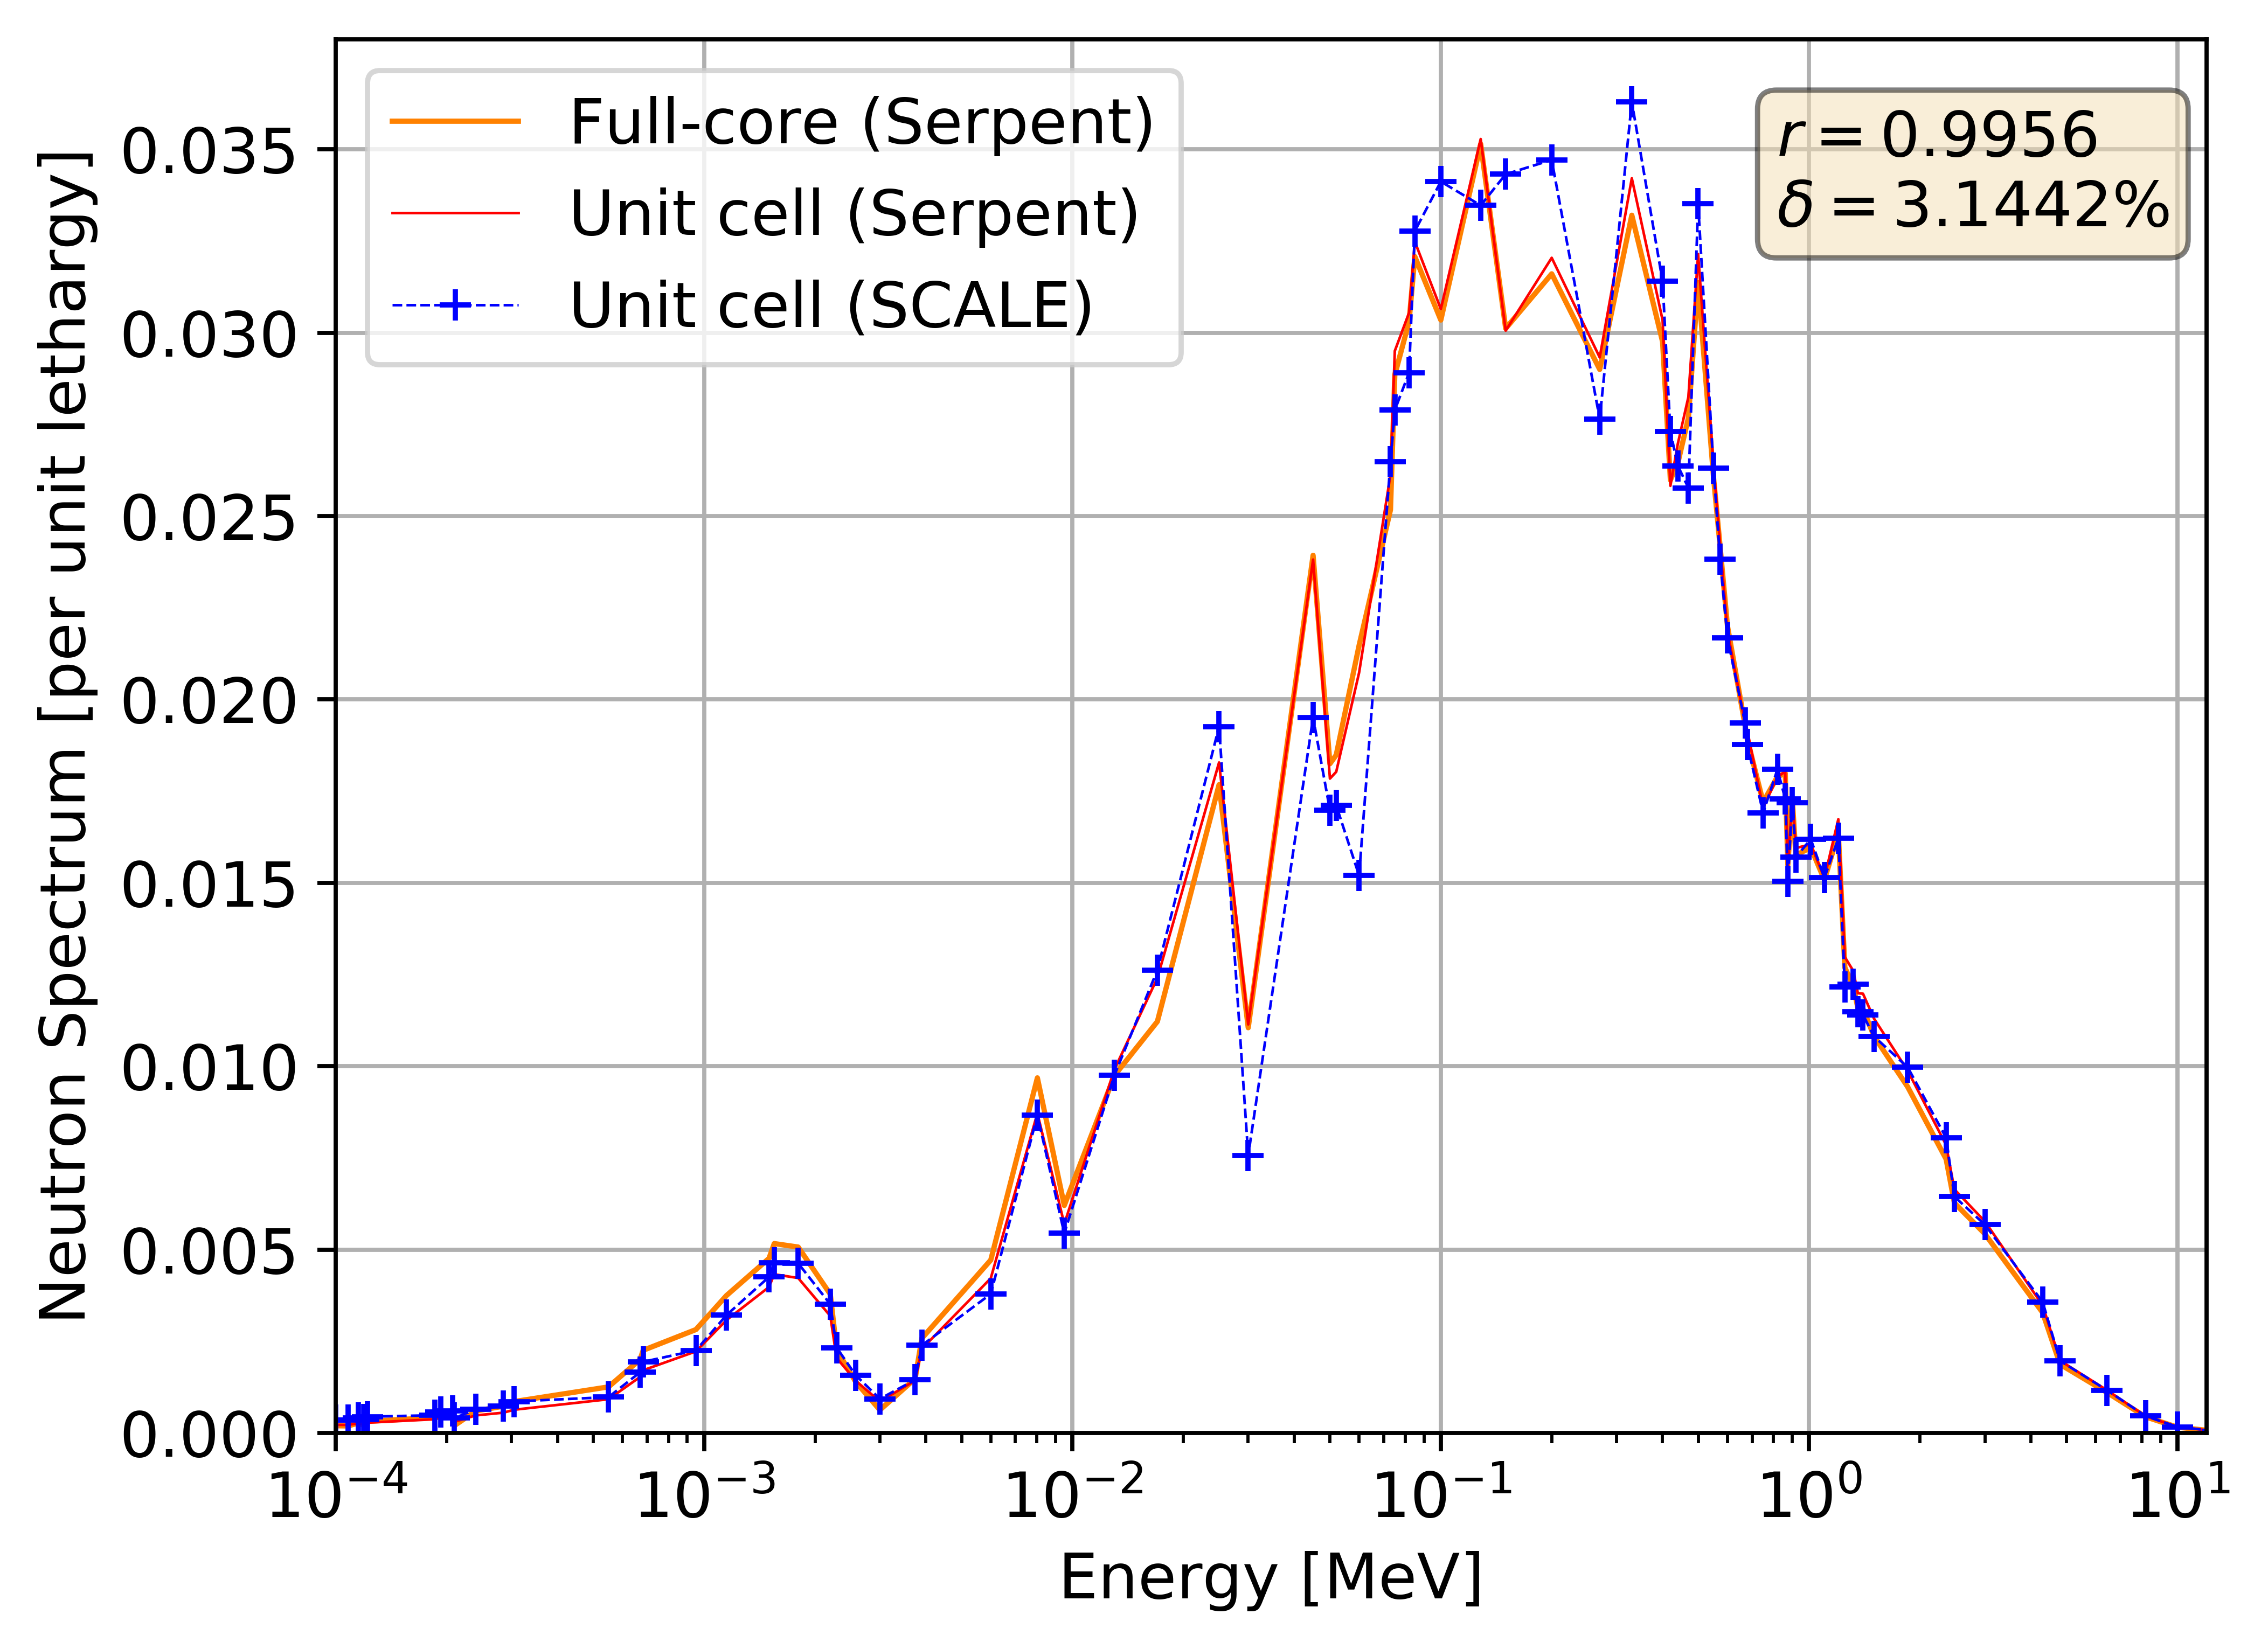 Full-core (Serpent)
Unit cell (Serpent)
Unit cell (SCALE)
r = 0.9956
δ = 3.1442%
Neutron Spectrum [per unit lethargy]
0.035
0.030
0.025
0.020
0.015
0.010
0.005
0.000
10⁻⁴ 10⁻³ 10⁻² 10⁻¹ 10⁰ 10¹
Energy [MeV]